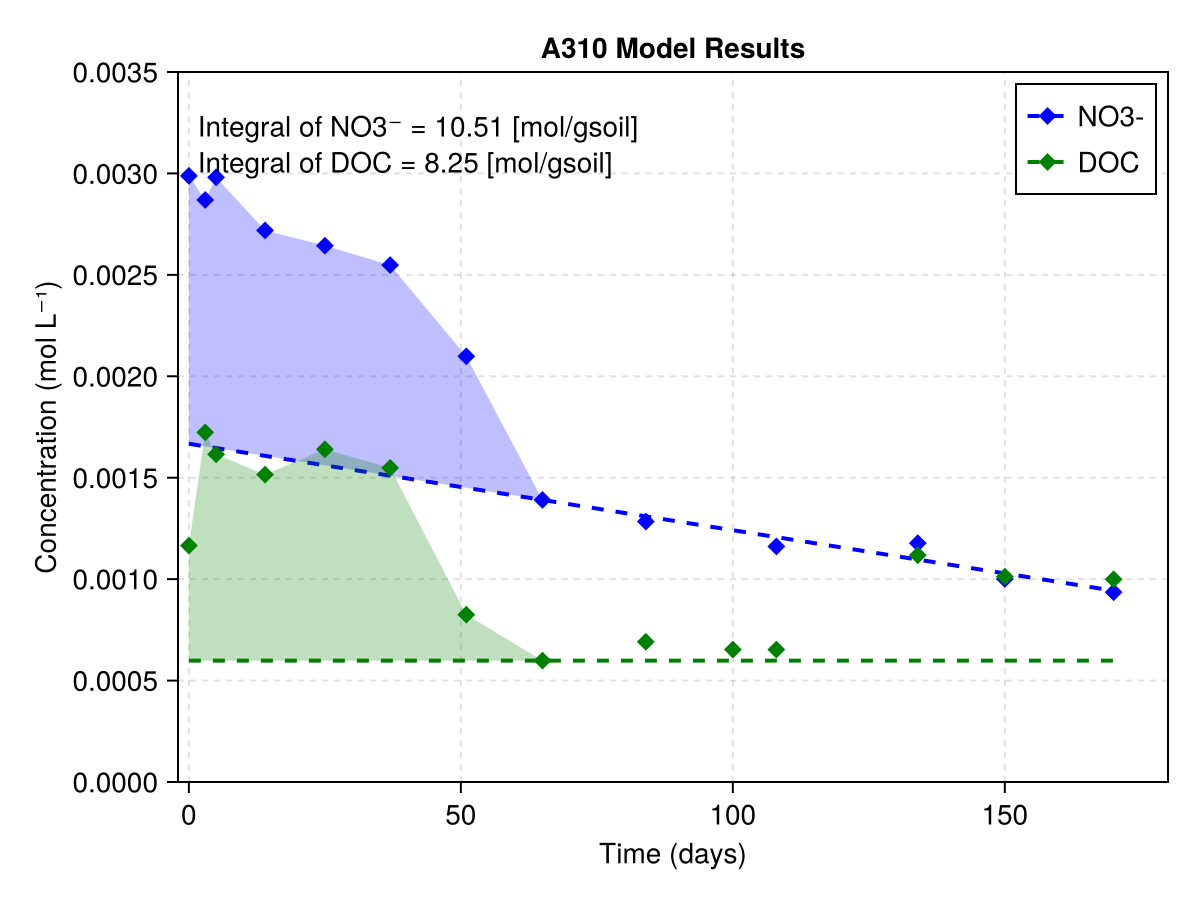 A310 Model Results
0.0035
0.0030
0.0025
0.0020
0.0015
0.0010
0.0005
0.0000
Concentration (mol L⁻¹)
Integral of NO3⁻ = 10.51 [mol/gsoil]
Integral of DOC = 8.25 [mol/gsoil]
NO3-
DOC
0 50 100 150
Time (days)